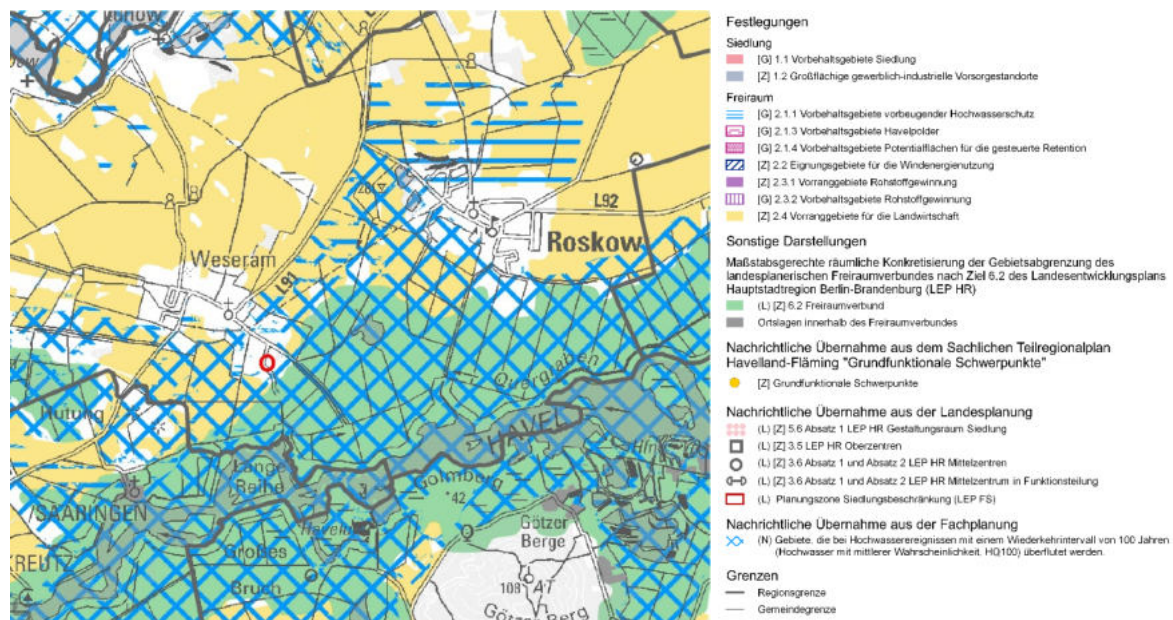 Weseram
L91
L92
Roskow
28
Quergraben
HAVEL
Hutung
Lange
Reihe
/SAARINGEN
KREUTZ
Großes
Bruch
42
Götzer
Berge
108
AT
Götzer Berg
Festlegungen
Siedlung
[G] 1.1 Vorbehaltsgebiete Siedlung
[Z] 1.2 Großflächige gewerblich-industrielle Vorsorgestandorte
Freiraum
[G] 2.1.1 Vorbehaltsgebiete vorbeugender Hochwasserschutz
[G] 2.1.3 Vorbehaltsgebiete Havelpolder
[G] 2.1.4 Vorbehaltsgebiete Potentialflächen für die gesteuerte Retention
[Z] 2.2 Eignungsgebiete für die Windenergienutzung
[Z] 2.3.1 Vorranggebiete Rohstoffgewinnung
[G] 2.3.2 Vorbehaltsgebiete Rohstoffgewinnung
[Z] 2.4 Vorranggebiete für die Landwirtschaft
Sonstige Darstellungen
Maßstabsgerechte räumliche Konkretisierung der Gebietsabgrenzung des
landesplanerischen Freiraumverbundes nach Ziel 6.2 des Landesentwicklungsplans
Hauptstadtregion Berlin-Brandenburg (LEP HR)
(L) [Z] 6.2 Freiraumverbund
Ortslagen innerhalb des Freiraumverbundes
Nachrichtliche Übernahme aus dem Sachlichen Teilregionalplan
Havelland-Fläming "Grundfunktionale Schwerpunkte"
[Z] Grundfunktionale Schwerpunkte
Nachrichtliche Übernahme aus der Landesplanung
(L) [Z] 5.6 Absatz 1 LEP HR Gestaltungsraum Siedlung
(L) [Z] 3.5 LEP HR Oberzentren
(L) [Z] 3.6 Absatz 1 und Absatz 2 LEP HR Mittelzentren
(L) [Z] 3.6 Absatz 1 und Absatz 2 LEP HR Mittelzentrum in Funktionsteilung
(L) Planungszone Siedlungsbeschränkung (LEP FS)
Nachrichtliche Übernahme aus der Fachplanung
(N) Gebiete, die bei Hochwasserereignissen mit einem Wiederkehrintervall von 100 Jahren
(Hochwasser mit mittlerer Wahrscheinlichkeit, HQ100) überflutet werden.
Grenzen
Regionsgrenze
Gemeindegrenze